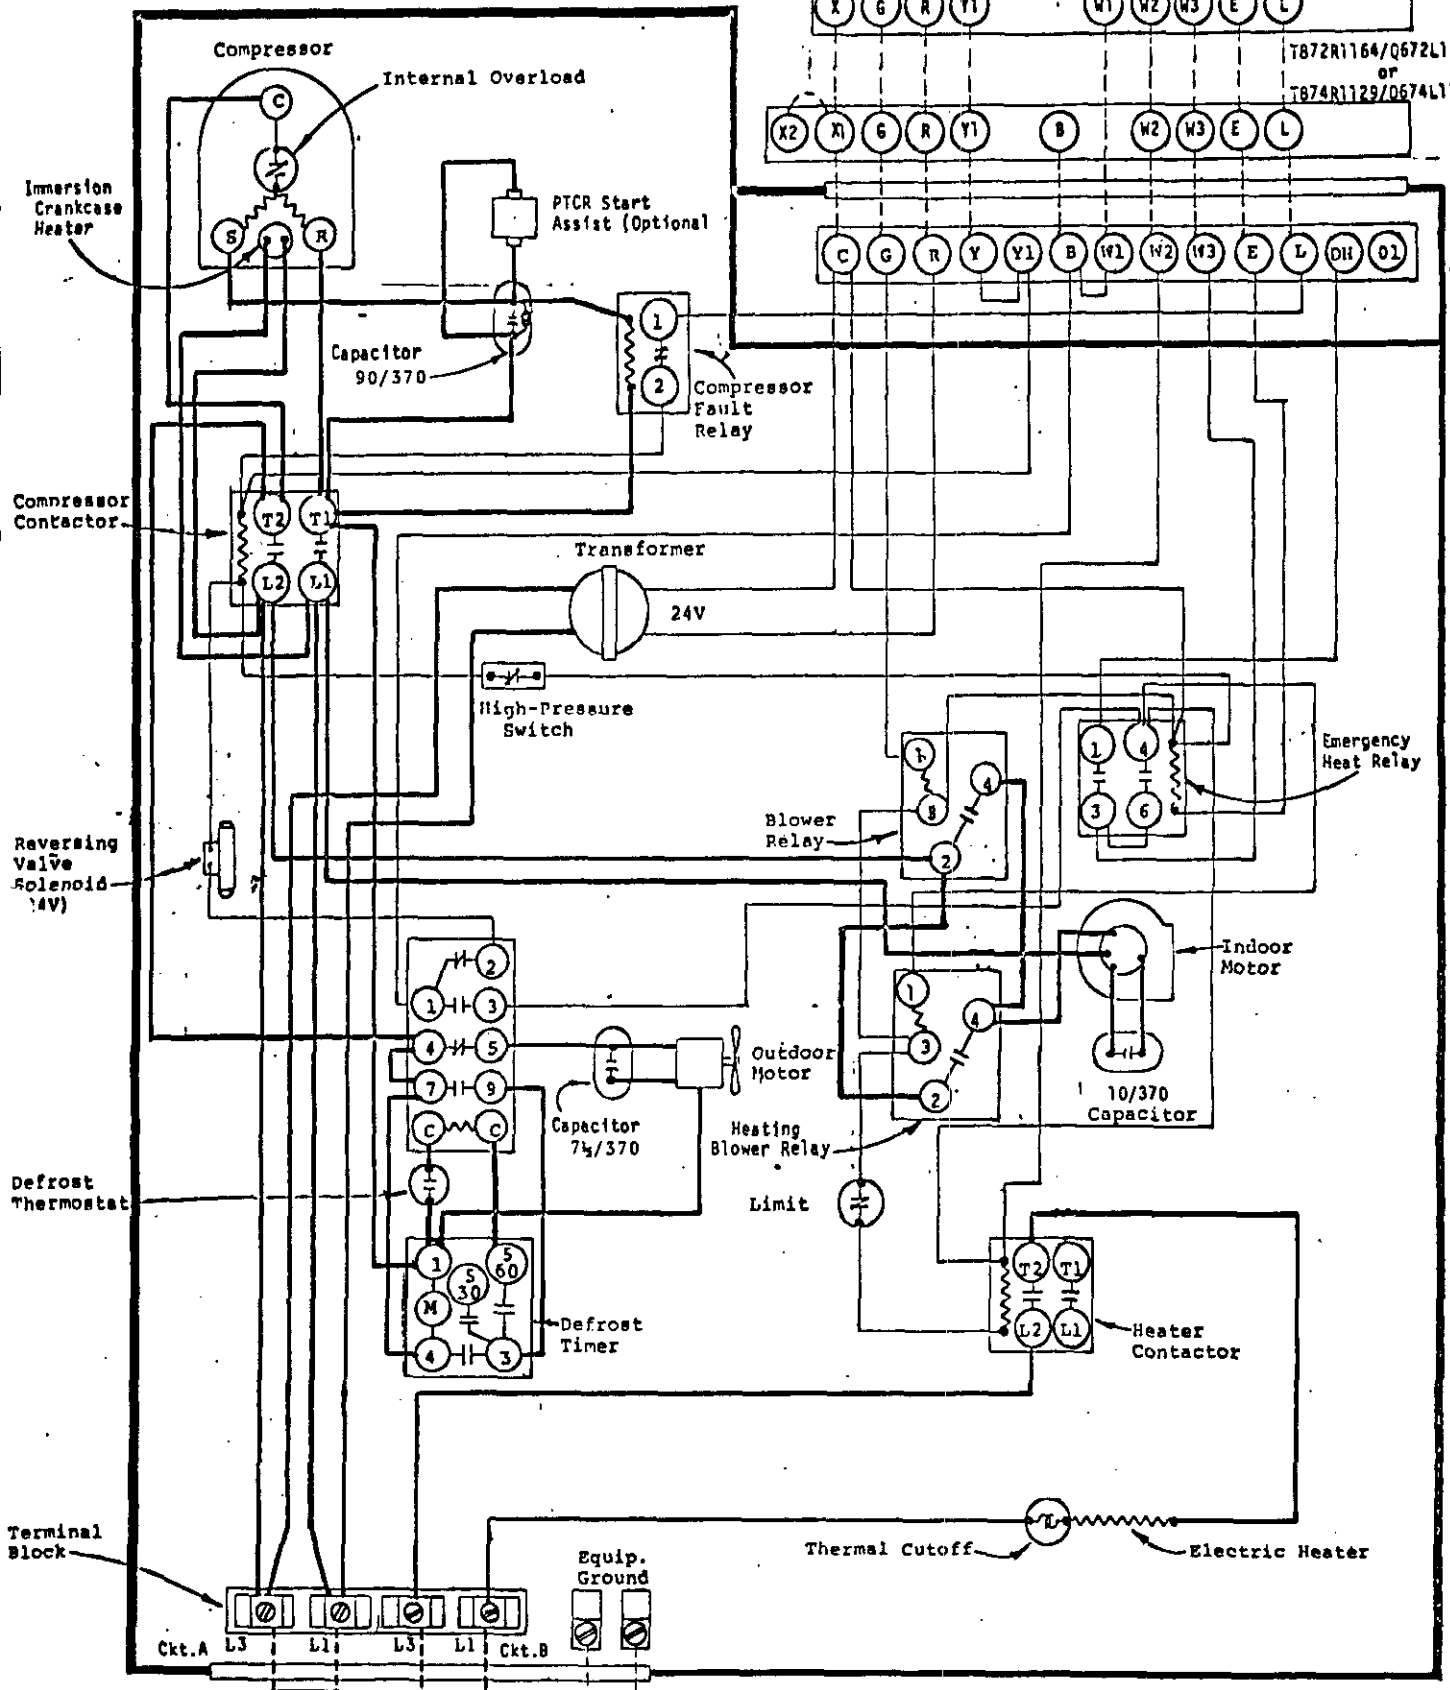 X G R Y1 W1 W2 W3 E L
T872R1164/Q672L1
or
T874R1129/Q674L1
X2 X1 G R Y1 B W2 W3 E L
C G R Y Y1 B W1 W2 W3 E L DH O1
Compressor
Internal Overload
C
S R
Immersion
Crankcase
Heater
PTCR Start
Assist (Optional
Capacitor
90/370
1
2
Compressor
Fault
Relay
Compressor
Contactor
T2 T1
L2 L1
Transformer
24V
High-Pressure
Switch
Emergency
Heat Relay
1 4
3 6
Blower
Relay
4
2
Reversing
Valve
Solenoid
Indoor
Motor
10/370
Capacitor
1
4
3
2
Heating
Blower Relay
2
1 3
4 5
7 9
C C
Outdoor
Motor
Capacitor
7½/370
Defrost
Thermostat
Limit
1
S
60
S
30
M
4 3
Defrost
Timer
T2 T1
L2 L1
Heater
Contactor
Thermal Cutoff
Electric Heater
Terminal
Block
Equip.
Ground
Ckt.A L3 L1 L3 L1 Ckt.B